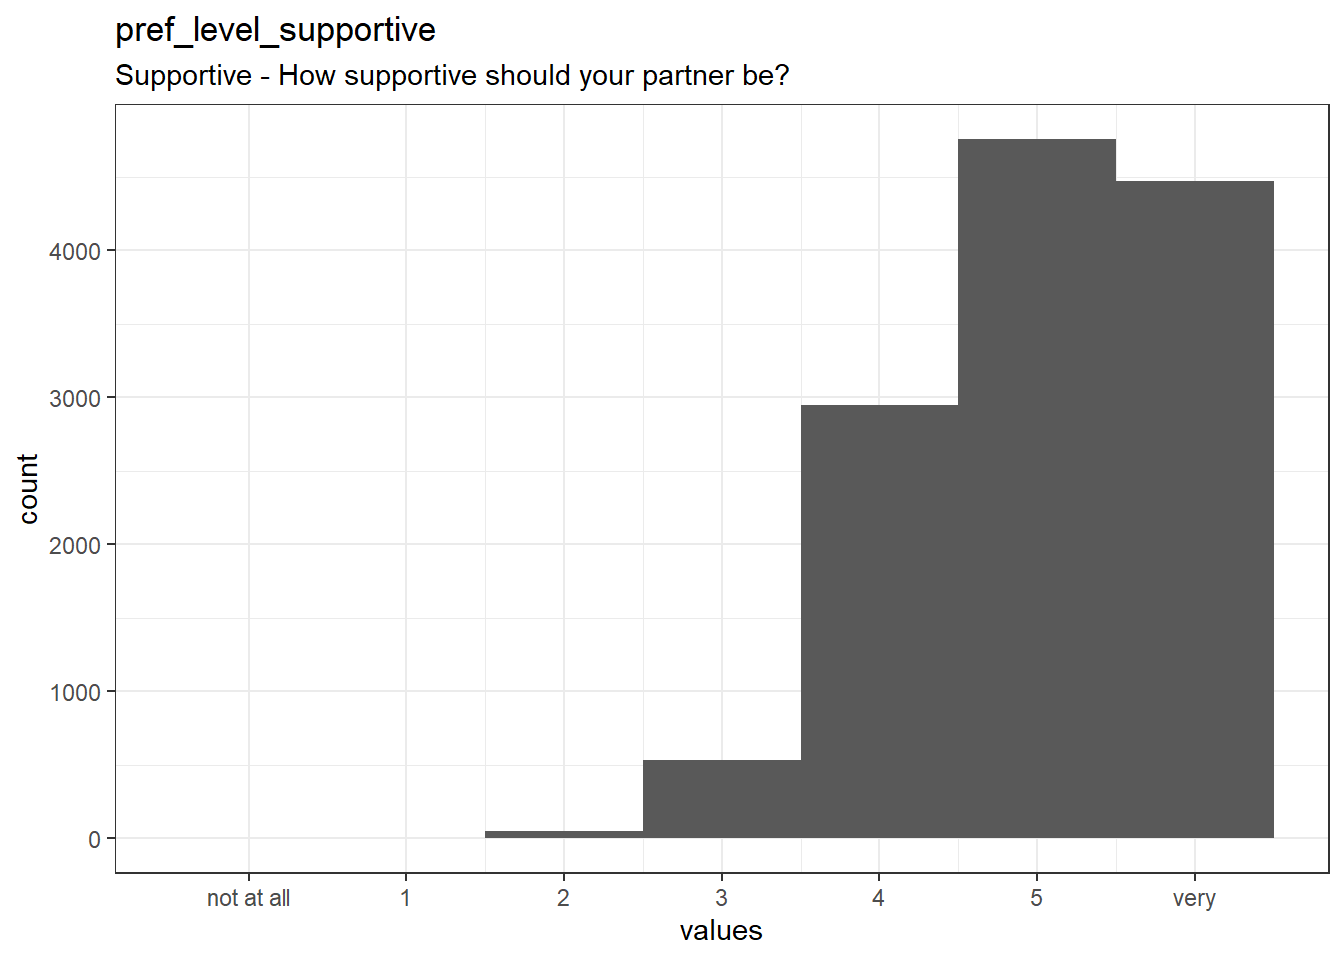 pref_level_supportive
Supportive - How supportive should your partner be?
count
4000
3000
2000
1000
0
not at all 1 2 3 4 5 very
values